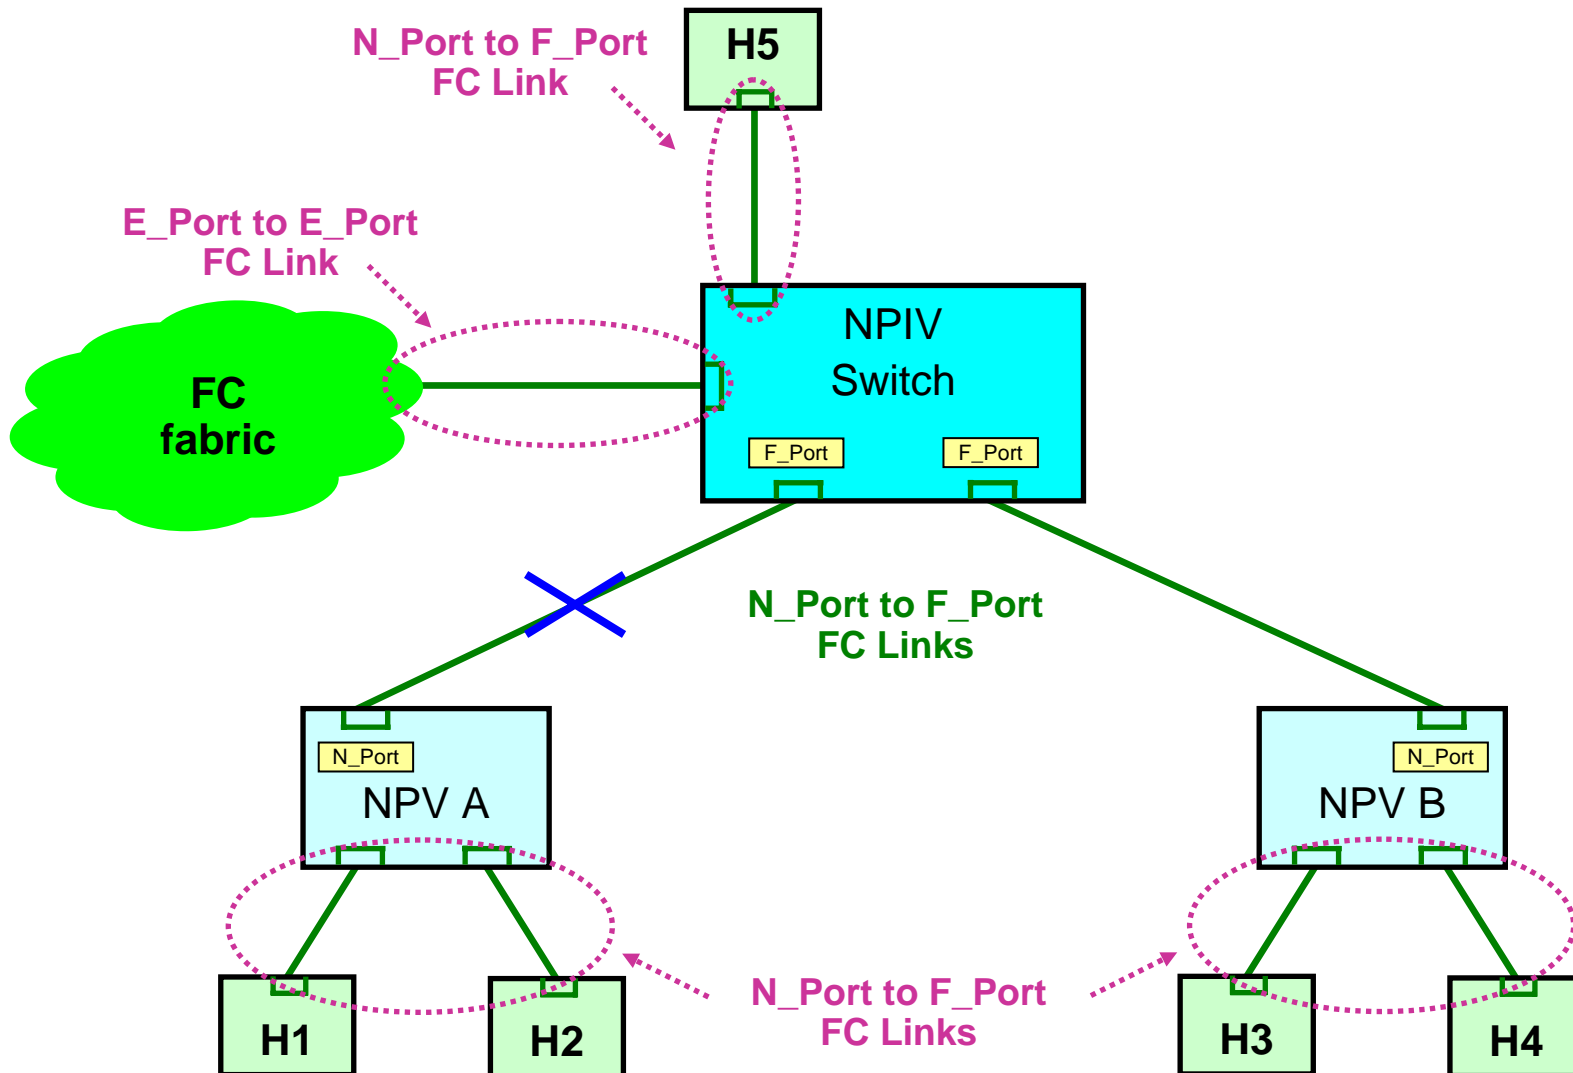 N_Port to F_Port
FC Link
H5
E_Port to E_Port
FC Link
FC
fabric
NPIV
Switch
F_Port
F_Port
N_Port to F_Port
FC Links
N_Port
NPV A
N_Port
NPV B
H1
H2
N_Port to F_Port
FC Links
H3
H4